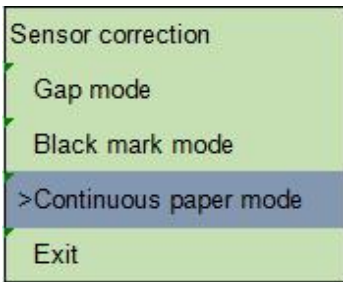 Sensor correction
Gap mode
Black mark mode
>Continuous paper mode
Exit